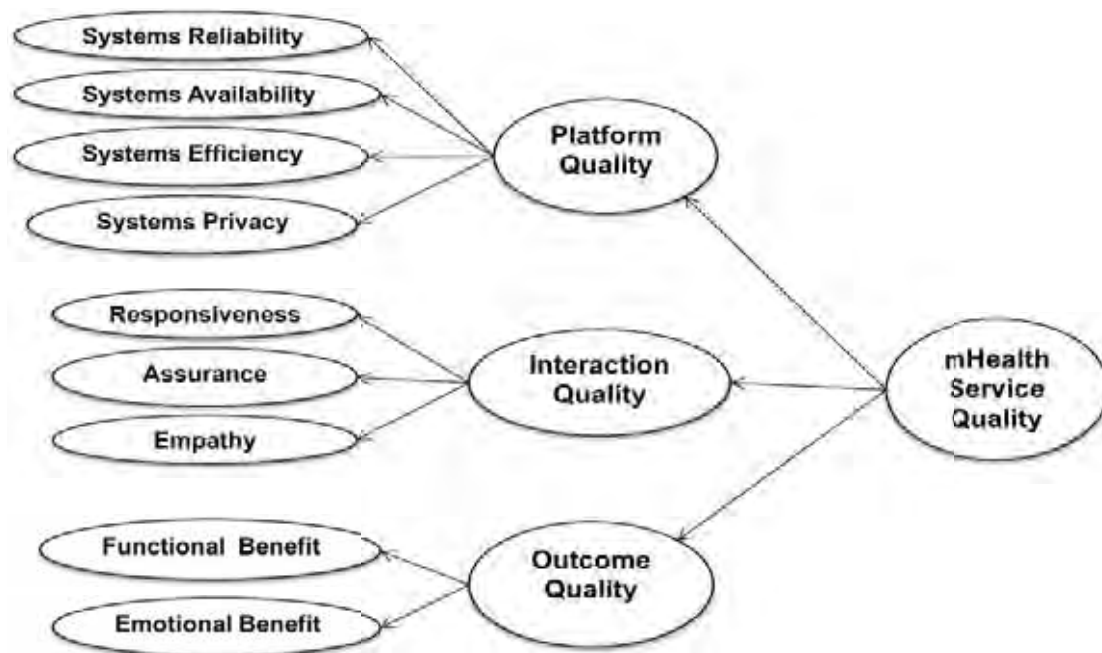 Systems Reliability
Systems Availability
Systems Efficiency
Systems Privacy
Platform
Quality
Responsiveness
Assurance
Empathy
Interaction
Quality
mHealth
Service
Quality
Functional Benefit
Emotional Benefit
Outcome
Quality